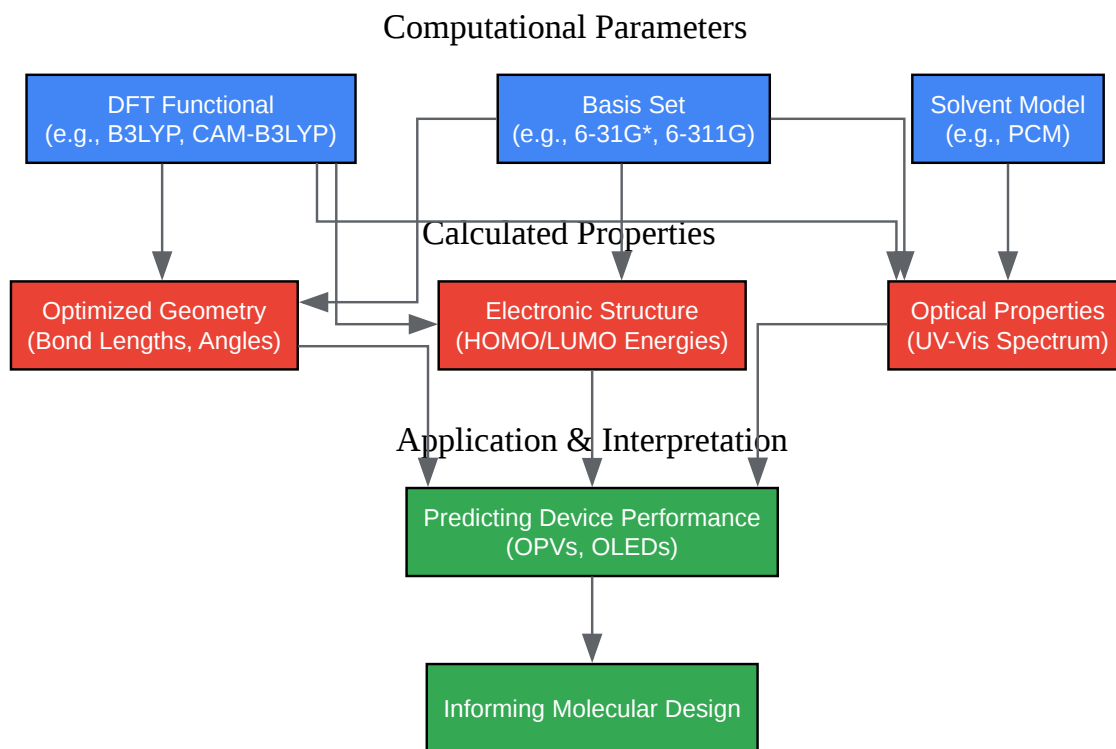 Computational Parameters
DFT Functional
(e.g., B3LYP, CAM-B3LYP)
Basis Set
(e.g., 6-31G*, 6-311G)
Solvent Model
(e.g., PCM)
Calculated Properties
Optimized Geometry
(Bond Lengths, Angles)
Electronic Structure
(HOMO/LUMO Energies)
Optical Properties
(UV-Vis Spectrum)
Application & Interpretation
Predicting Device Performance
(OPVs, OLEDs)
Informing Molecular Design